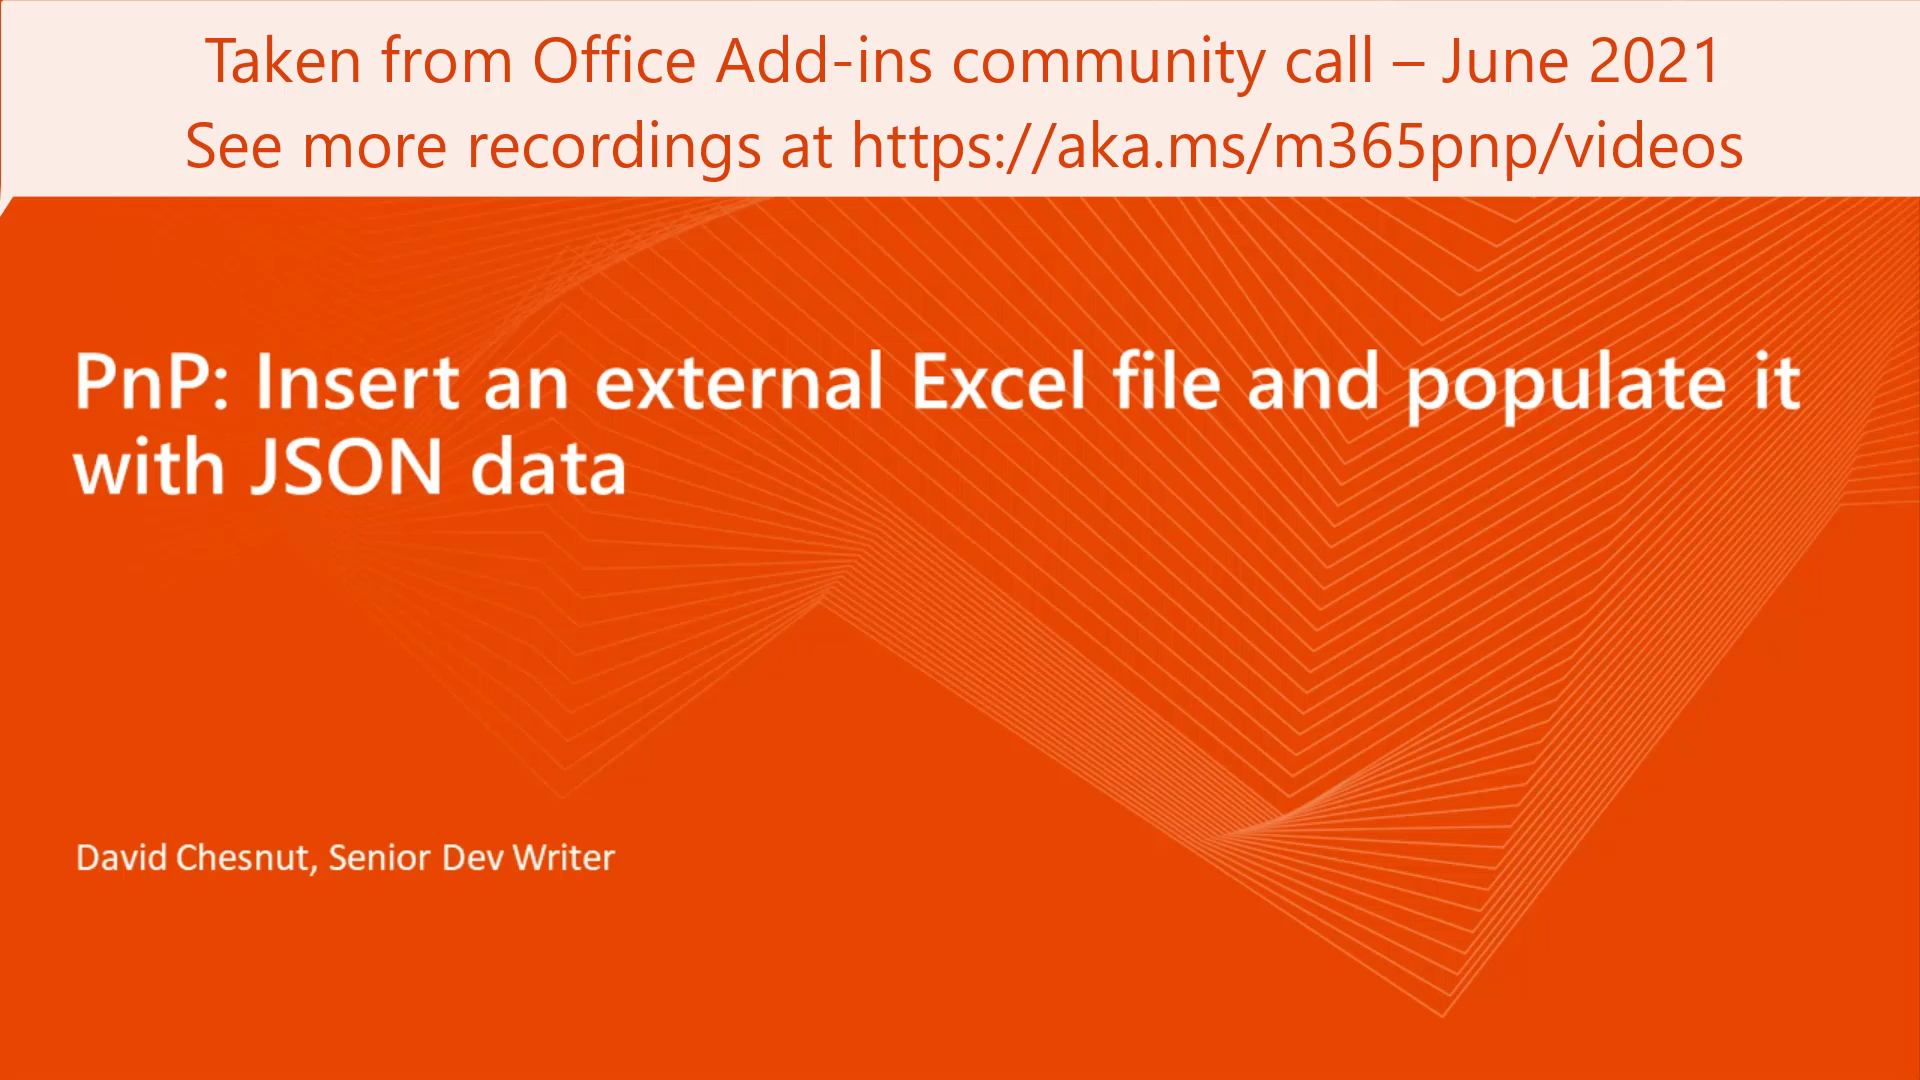 Taken from Office Add-ins community call – June 2021
See more recordings at https://aka.ms/m365pnp/videos
PnP: Insert an external Excel file and populate it
with JSON data
David Chesnut, Senior Dev Writer